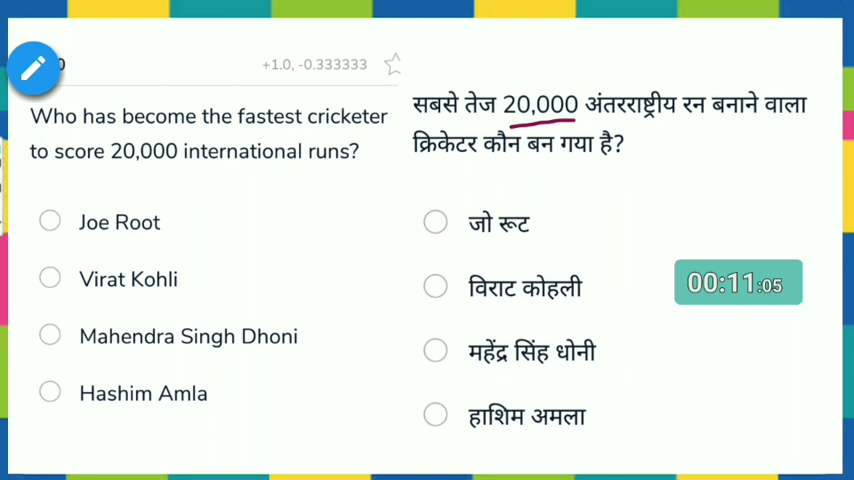 0
+1.0, -0.333333
Who has become the fastest cricketer
to score 20,000 international runs?
Joe Root
Virat Kohli
Mahendra Singh Dhoni
Hashim Amla
सबसे तेज 20,000 अंतरराष्ट्रीय रन बनाने वाला
क्रिकेटर कौन बन गया है?
जो रूट
विराट कोहली
महेंद्र सिंह धोनी
हाशिम अमला
00:11:05